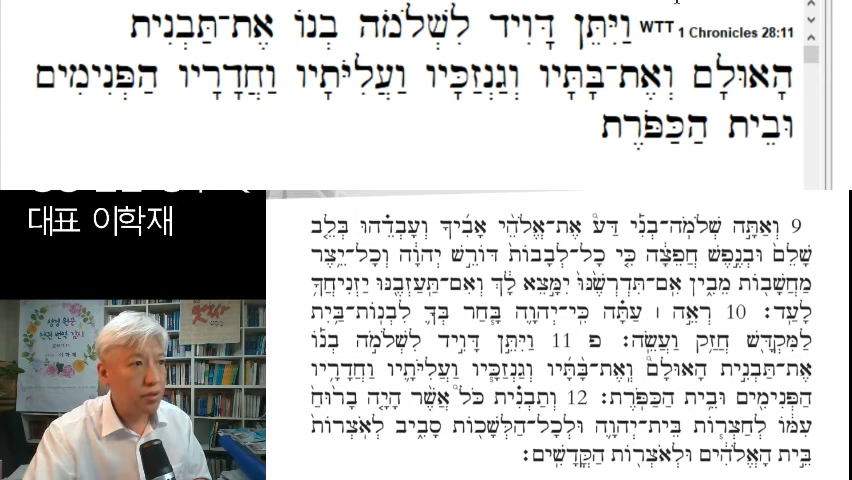 WTT 1 Chronicles 28:11 וַיִּתֵּן דָּוִיד לִשְׁלֹמֹה בְנוֹ אֶת־תַּבְנִית
הָאוּלָם וְאֶת־בָּתָּיו וְגַנְזַכָּיו וַעֲלִיֹּתָיו וַחֲדָרָיו הַפְּנִימִים
וּבֵית הַכַּפֹּרֶת
대표 이학재
9 וְאַתָּ֣ה שְׁלֹמֹֽה־בְנִ֡י דַּע֩ אֶת־אֱלֹהֵ֨י אָבִ֜יךָ וְעָבְדֵ֗הוּ בְּלֵ֤ב
שָׁלֵם֙ וּבְנֶ֣פֶשׁ חֲפֵצָ֔ה כִּ֤י כָל־לְבָבוֹת֙ דּוֹרֵ֣שׁ יְהוָ֔ה וְכָל־יֵ֥צֶר
מַחֲשָׁב֖וֹת מֵבִ֑ין אִֽם־תִּדְרְשֶׁ֙נּוּ֙ יִמָּ֣צֵא לָ֔ךְ וְאִם־תַּֽעַזְבֶ֖נּוּ יַזְנִיחֲךָ֥
לָעַֽד׃ 10 רְאֵ֣ה ׀ עַתָּ֗ה כִּֽי־יְהוָ֛ה בָּ֧חַר בְּךָ֛ לִבְנֽוֹת־בַּ֥יִת
לַמִּקְדָּ֖שׁ חֲזַ֥ק וַעֲשֵֽׂה׃ פ 11 וַיִּתֵּ֣ן דָּוִ֣יד לִשְׁלֹמֹ֣ה בְנ֡וֹ
אֶת־תַּבְנִ֣ית הָאוּלָם֩ וְֽאֶת־בָּ֨תָּ֜יו וְגַנְזַכָּ֧יו וַעֲלִיֹּתָ֛יו וַחֲדָרָ֥יו
הַפְּנִימִ֖ים וּבֵ֥ית הַכַּפֹּֽרֶת׃ 12 וְתַבְנִ֗ית כֹּל֩ אֲשֶׁ֨ר הָיָ֤ה בָר֙וּחַ֙
עִמּ֔וֹ לְחַצְר֧וֹת בֵּית־יְהוָ֛ה וּלְכָל־הַלְּשָׁכ֖וֹת סָבִ֑יב לְאֹֽצְרוֹת֙
בֵּ֣ית הָאֱלֹהִ֔ים וּלְאֹצְר֖וֹת הַקֳּדָשִֽׁים׃